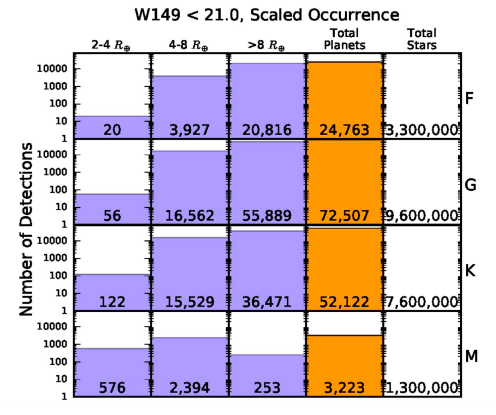 W149 < 21.0, Scaled Occurrence
2-4 R⊕ 4-8 R⊕ >8 R⊕ Total Planets Total Stars
Number of Detections
10000
1000
100
10
1
20 3,927 20,816 24,763 3,300,000
F
10000
1000
100
10
1
56 16,562 55,889 72,507 9,600,000
G
10000
1000
100
10
1
122 15,529 36,471 52,122 7,600,000
K
10000
1000
100
10
1
576 2,394 253 3,223 1,300,000
M